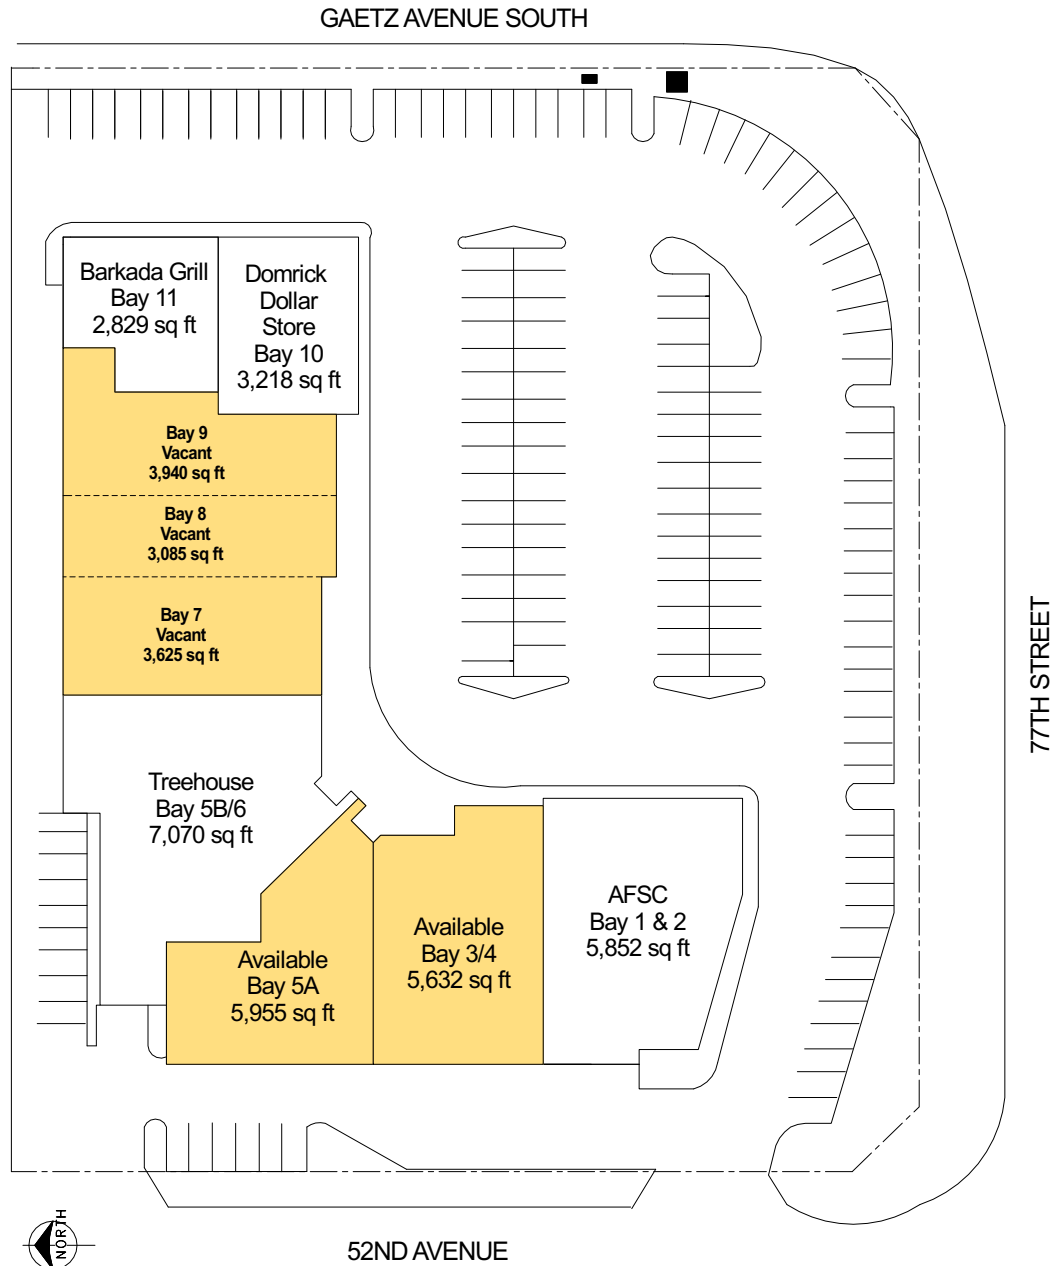 GAETZ AVENUE SOUTH
Barkada Grill
Bay 11
2,829 sq ft
Domrick
Dollar
Store
Bay 10
3,218 sq ft
Bay 9
Vacant
3,940 sq ft
Bay 8
Vacant
3,085 sq ft
Bay 7
Vacant
3,625 sq ft
77TH STREET
Treehouse
Bay 5B/6
7,070 sq ft
Available
Bay 5A
5,955 sq ft
Available
Bay 3/4
5,632 sq ft
AFSC
Bay 1 & 2
5,852 sq ft
NORTH
52ND AVENUE